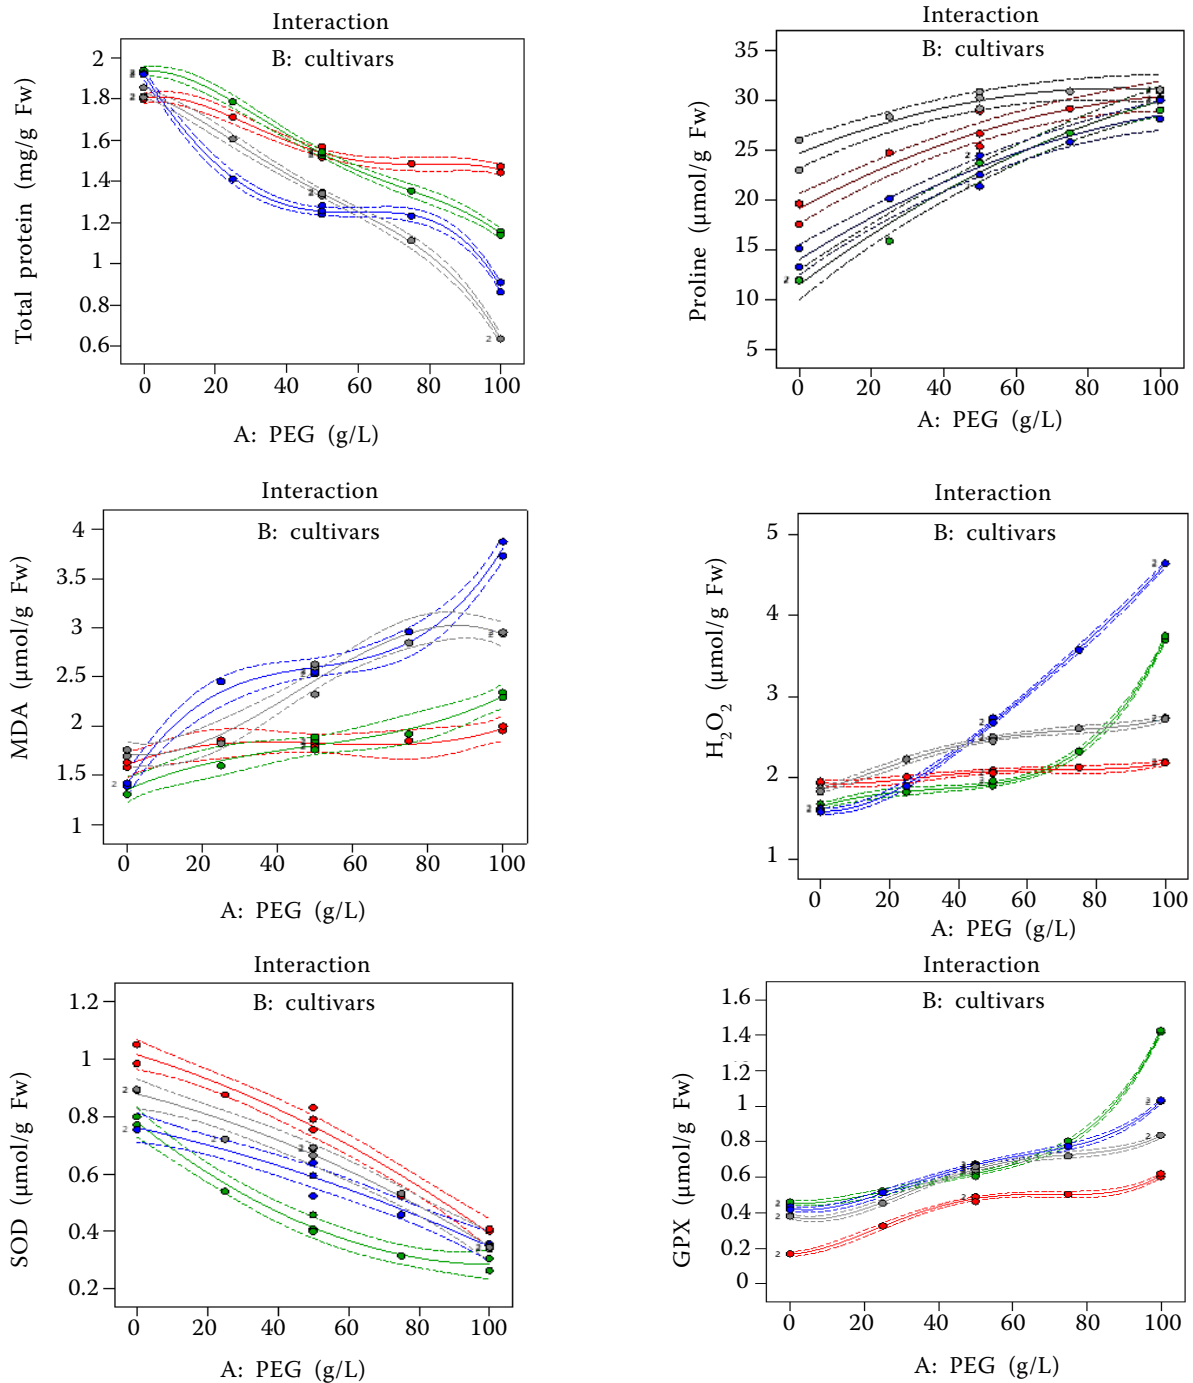 Interaction
B: cultivars
Total protein (mg/g Fw)
2
1.8
1.6
1.4
1.2
1
0.8
0.6
0 20 40 60 80 100
A: PEG (g/L)
Interaction
B: cultivars
Proline (μmol/g Fw)
35
30
25
20
15
10
5
0 20 40 60 80 100
A: PEG (g/L)
Interaction
B: cultivars
MDA (μmol/g Fw)
4
3.5
3
2.5
2
1.5
1
0 20 40 60 80 100
A: PEG (g/L)
Interaction
B: cultivars
H₂O₂ (μmol/g Fw)
5
4
3
2
1
0 20 40 60 80 100
A: PEG (g/L)
Interaction
B: cultivars
SOD (μmol/g Fw)
1.2
1
0.8
0.6
0.4
0.2
0 20 40 60 80 100
A: PEG (g/L)
Interaction
B: cultivars
GPX (μmol/g Fw)
1.6
1.4
1.2
1
0.8
0.6
0.4
0.2
0
0 20 40 60 80 100
A: PEG (g/L)